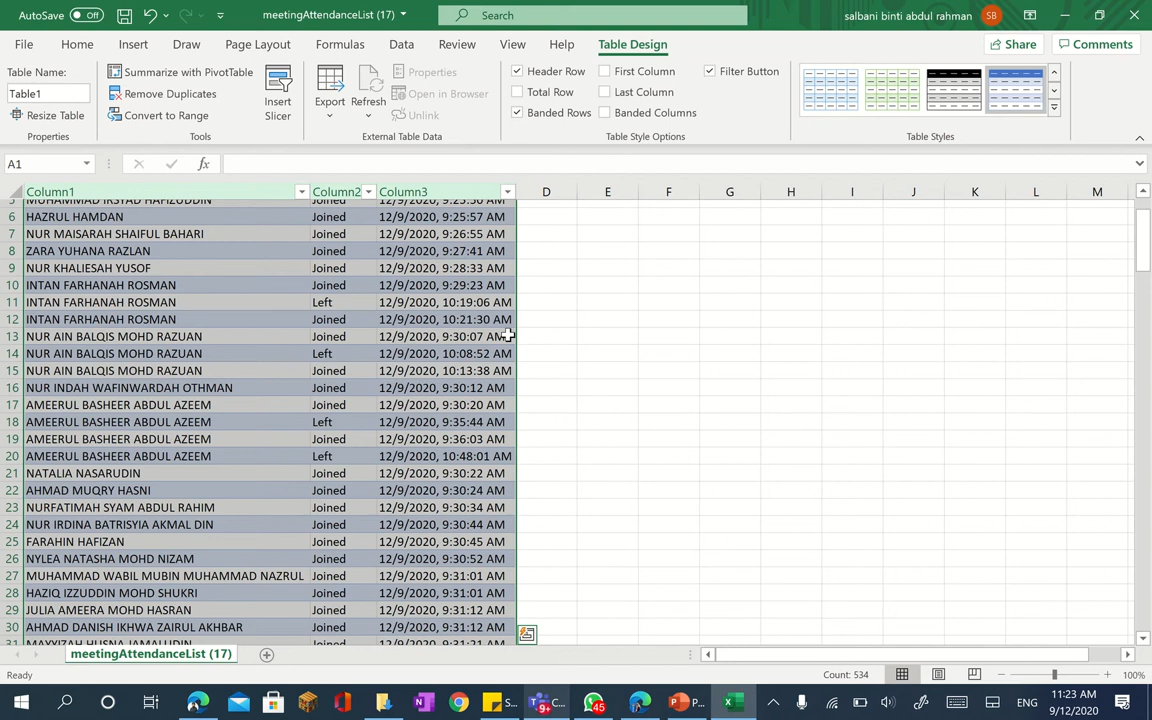 AutoSave Off meetingAttendanceList (17) Search salbani binti abdul rahman SB
File Home Insert Draw Page Layout Formulas Data Review View Help Table Design Share Comments
Table Name:
Table1
Resize Table
Properties
Summarize with PivotTable
Remove Duplicates
Convert to Range
Insert
Slicer
Tools
Export Refresh
Properties
Open in Browser
Unlink
External Table Data
Header Row First Column Filter Button
Total Row Last Column
Banded Rows Banded Columns
Table Style Options
Table Styles
A1 fx
Column1 Column2 Column3 D E F G H I J K L M
5 MUHAMMAD IRSYAD HAFIZUDDIN Joined 12/9/2020, 9:25:50 AM
6 HAZRUL HAMDAN Joined 12/9/2020, 9:25:57 AM
7 NUR MAISARAH SHAIFUL BAHARI Joined 12/9/2020, 9:26:55 AM
8 ZARA YUHANA RAZLAN Joined 12/9/2020, 9:27:41 AM
9 NUR KHALIESAH YUSOF Joined 12/9/2020, 9:28:33 AM
10 INTAN FARHANAH ROSMAN Joined 12/9/2020, 9:29:23 AM
11 INTAN FARHANAH ROSMAN Left 12/9/2020, 10:19:06 AM
12 INTAN FARHANAH ROSMAN Joined 12/9/2020, 10:21:30 AM
13 NUR AIN BALQIS MOHD RAZUAN Joined 12/9/2020, 9:30:07 AM
14 NUR AIN BALQIS MOHD RAZUAN Left 12/9/2020, 10:08:52 AM
15 NUR AIN BALQIS MOHD RAZUAN Joined 12/9/2020, 10:13:38 AM
16 NUR INDAH WAFINWARDAH OTHMAN Joined 12/9/2020, 9:30:12 AM
17 AMEERUL BASHEER ABDUL AZEEM Joined 12/9/2020, 9:30:20 AM
18 AMEERUL BASHEER ABDUL AZEEM Left 12/9/2020, 9:35:44 AM
19 AMEERUL BASHEER ABDUL AZEEM Joined 12/9/2020, 9:36:03 AM
20 AMEERUL BASHEER ABDUL AZEEM Left 12/9/2020, 10:48:01 AM
21 NATALIA NASARUDIN Joined 12/9/2020, 9:30:22 AM
22 AHMAD MUQRY HASNI Joined 12/9/2020, 9:30:24 AM
23 NURFATIMAH SYAM ABDUL RAHIM Joined 12/9/2020, 9:30:34 AM
24 NUR IRDINA BATRISYIA AKMAL DIN Joined 12/9/2020, 9:30:44 AM
25 FARAHIN HAFIZAN Joined 12/9/2020, 9:30:45 AM
26 NYLEA NATASHA MOHD NIZAM Joined 12/9/2020, 9:30:52 AM
27 MUHAMMAD WABIL MUBIN MUHAMMAD NAZRUL Joined 12/9/2020, 9:31:01 AM
28 HAZIQ IZZUDDIN MOHD SHUKRI Joined 12/9/2020, 9:31:01 AM
29 JULIA AMEERA MOHD HASRAN Joined 12/9/2020, 9:31:12 AM
30 AHMAD DANISH IKHWA ZAIRUL AKHBAR Joined 12/9/2020, 9:31:12 AM
31 MAYYIZAH HUSNA JAMALUDIN Joined 12/9/2020, 9:31:21 AM
meetingAttendanceList (17)
Ready Count: 534 100%
S... 9+ C... 45 P... ENG 11:23 AM
9/12/2020